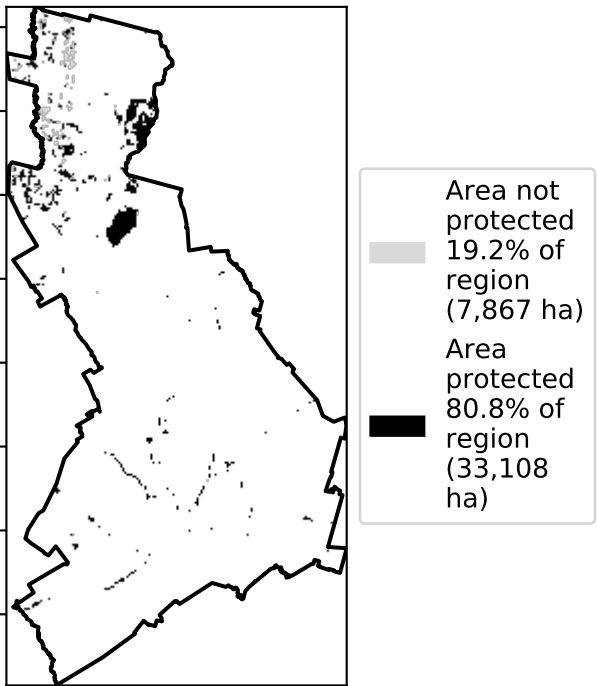 Area not
protected
19.2% of
region
(7,867 ha)
Area
protected
80.8% of
region
(33,108
ha)